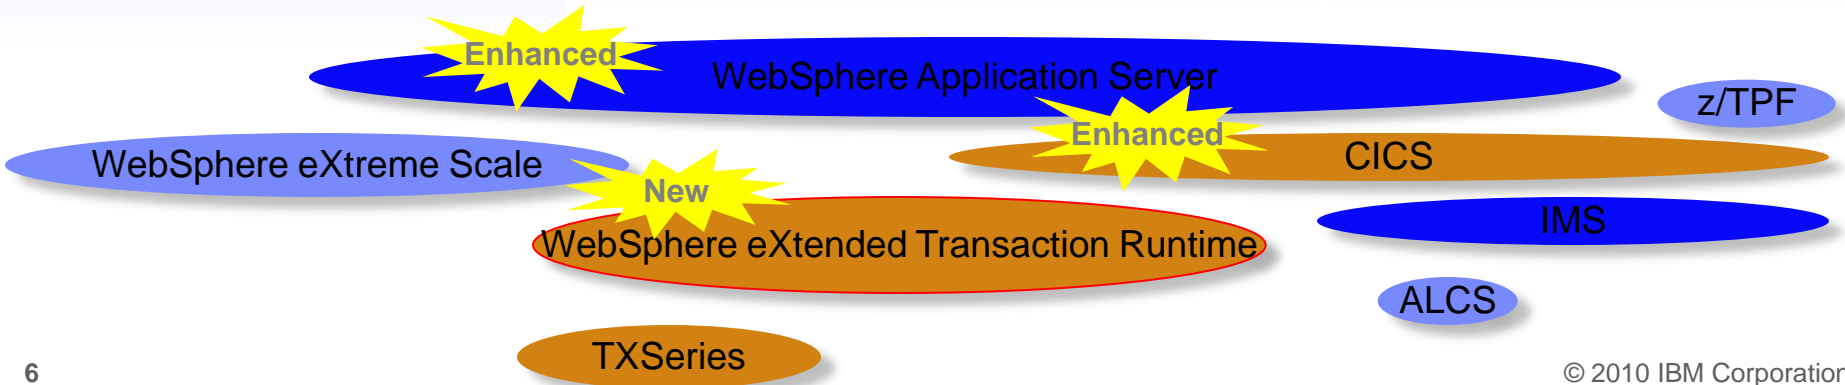 Enhanced
WebSphere Application Server
z/TPF
Enhanced
CICS
WebSphere eXtreme Scale
New
IMS
WebSphere eXtended Transaction Runtime
ALCS
TXSeries
6
© 2010 IBM Corporation